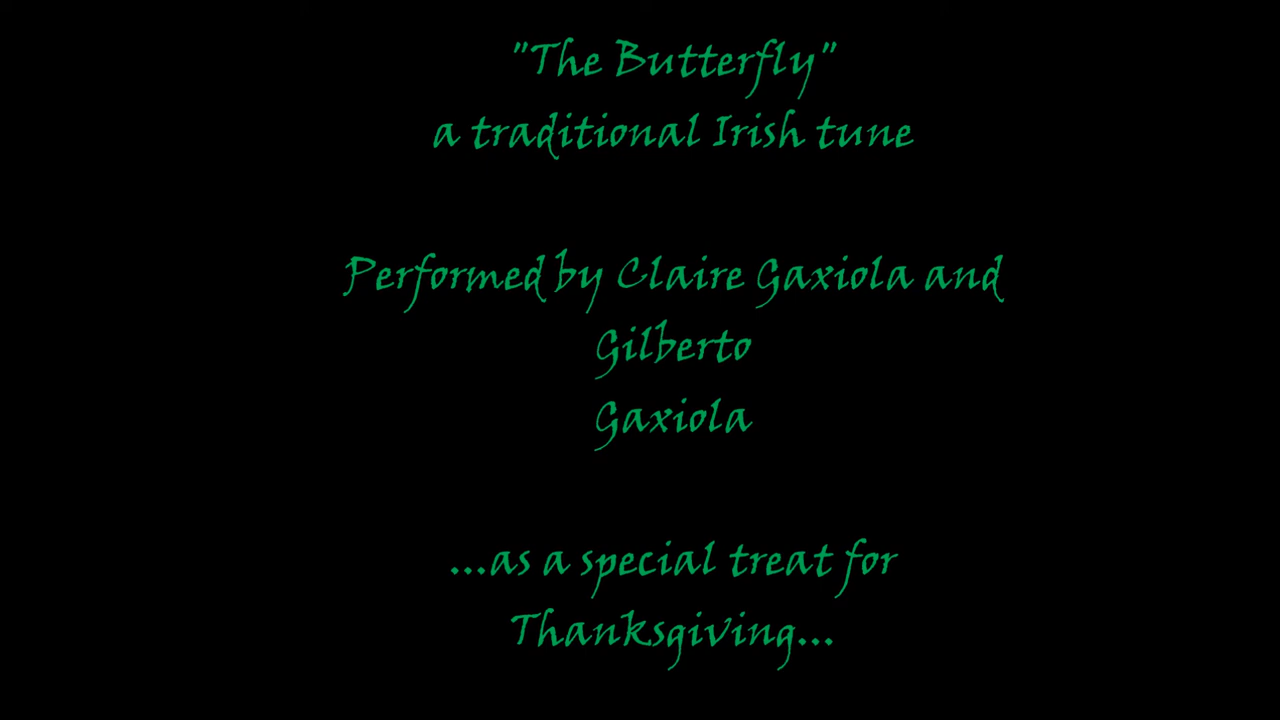 "The Butterfly"
a traditional Irish tune
Performed by Claire Gaxiola and
Gilberto
Gaxiola
...as a special treat for
Thanksgiving...